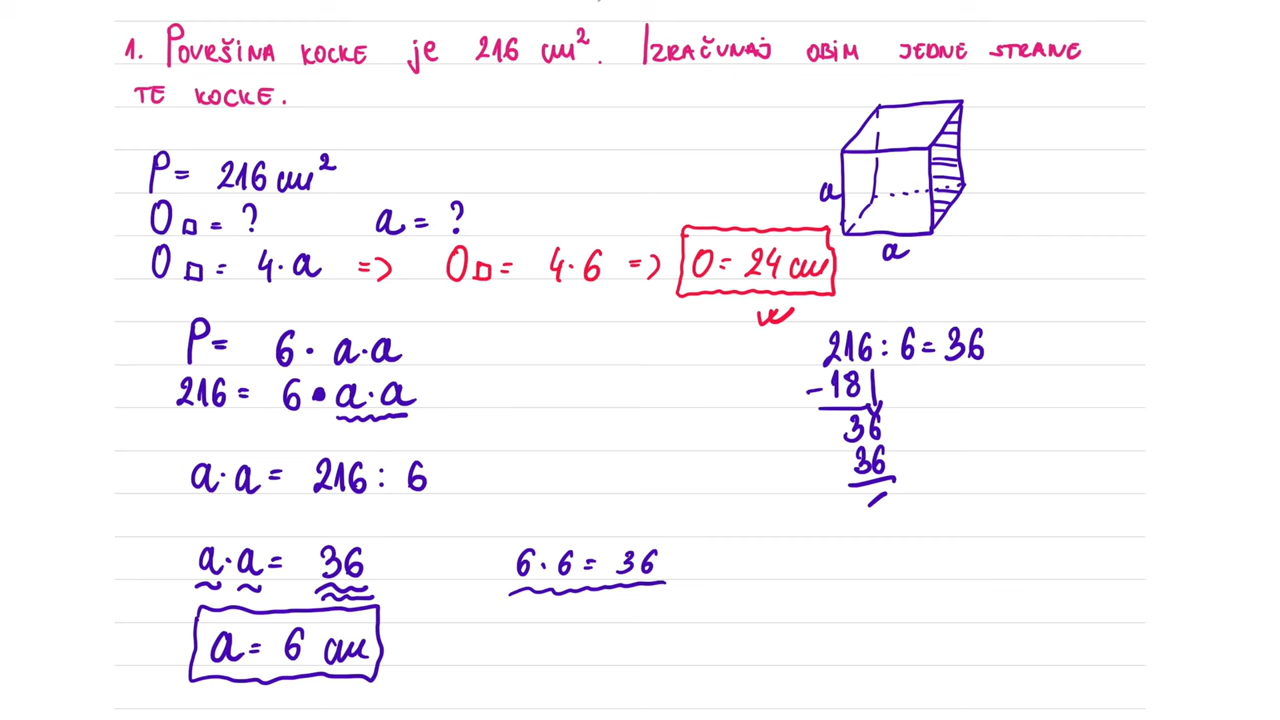 1. POVRŠINA KOCKE je 216 cm². IZRAČUNAJ OBIM JEDNE STRANE
TE KOCKE.
P= 216 cm²
O□ = ? a = ?
O□ = 4·a => O□ = 4·6 => O= 24 cm
a
a
P= 6·a·a
216= 6·a·a
a·a= 216 : 6
a·a= 36 6·6= 36
a= 6 cm
216 : 6= 36
-18
36
36